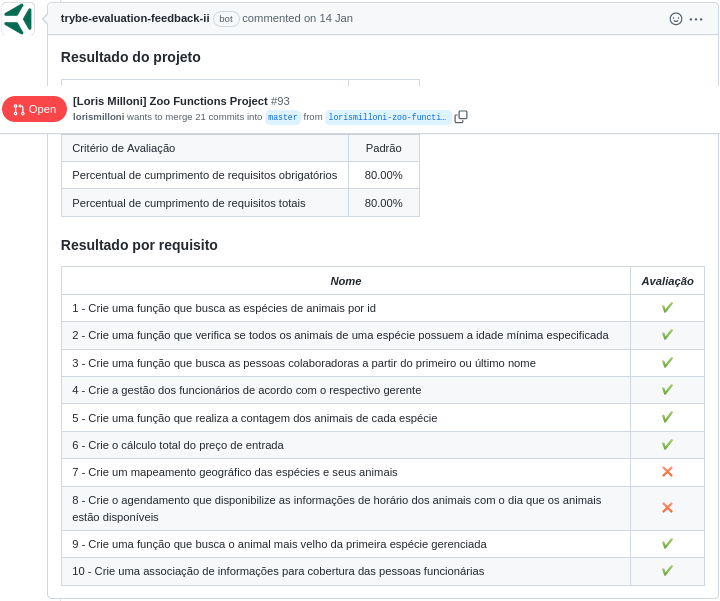 trybe-evaluation-feedback-ii bot commented on 14 Jan
Resultado do projeto
Open
[Loris Milloni] Zoo Functions Project #93
lorismilloni wants to merge 21 commits into master from lorismilloni-zoo-functi…
Critério de Avaliação Padrão
Percentual de cumprimento de requisitos obrigatórios 80.00%
Percentual de cumprimento de requisitos totais 80.00%
Resultado por requisito
Nome Avaliação
1 - Crie uma função que busca as espécies de animais por id
2 - Crie uma função que verifica se todos os animais de uma espécie possuem a idade mínima especificada
3 - Crie uma função que busca as pessoas colaboradoras a partir do primeiro ou último nome
4 - Crie a gestão dos funcionários de acordo com o respectivo gerente
5 - Crie uma função que realiza a contagem dos animais de cada espécie
6 - Crie o cálculo total do preço de entrada
7 - Crie um mapeamento geográfico das espécies e seus animais
8 - Crie o agendamento que disponibilize as informações de horário dos animais com o dia que os animais
estão disponíveis
9 - Crie uma função que busca o animal mais velho da primeira espécie gerenciada
10 - Crie uma associação de informações para cobertura das pessoas funcionárias